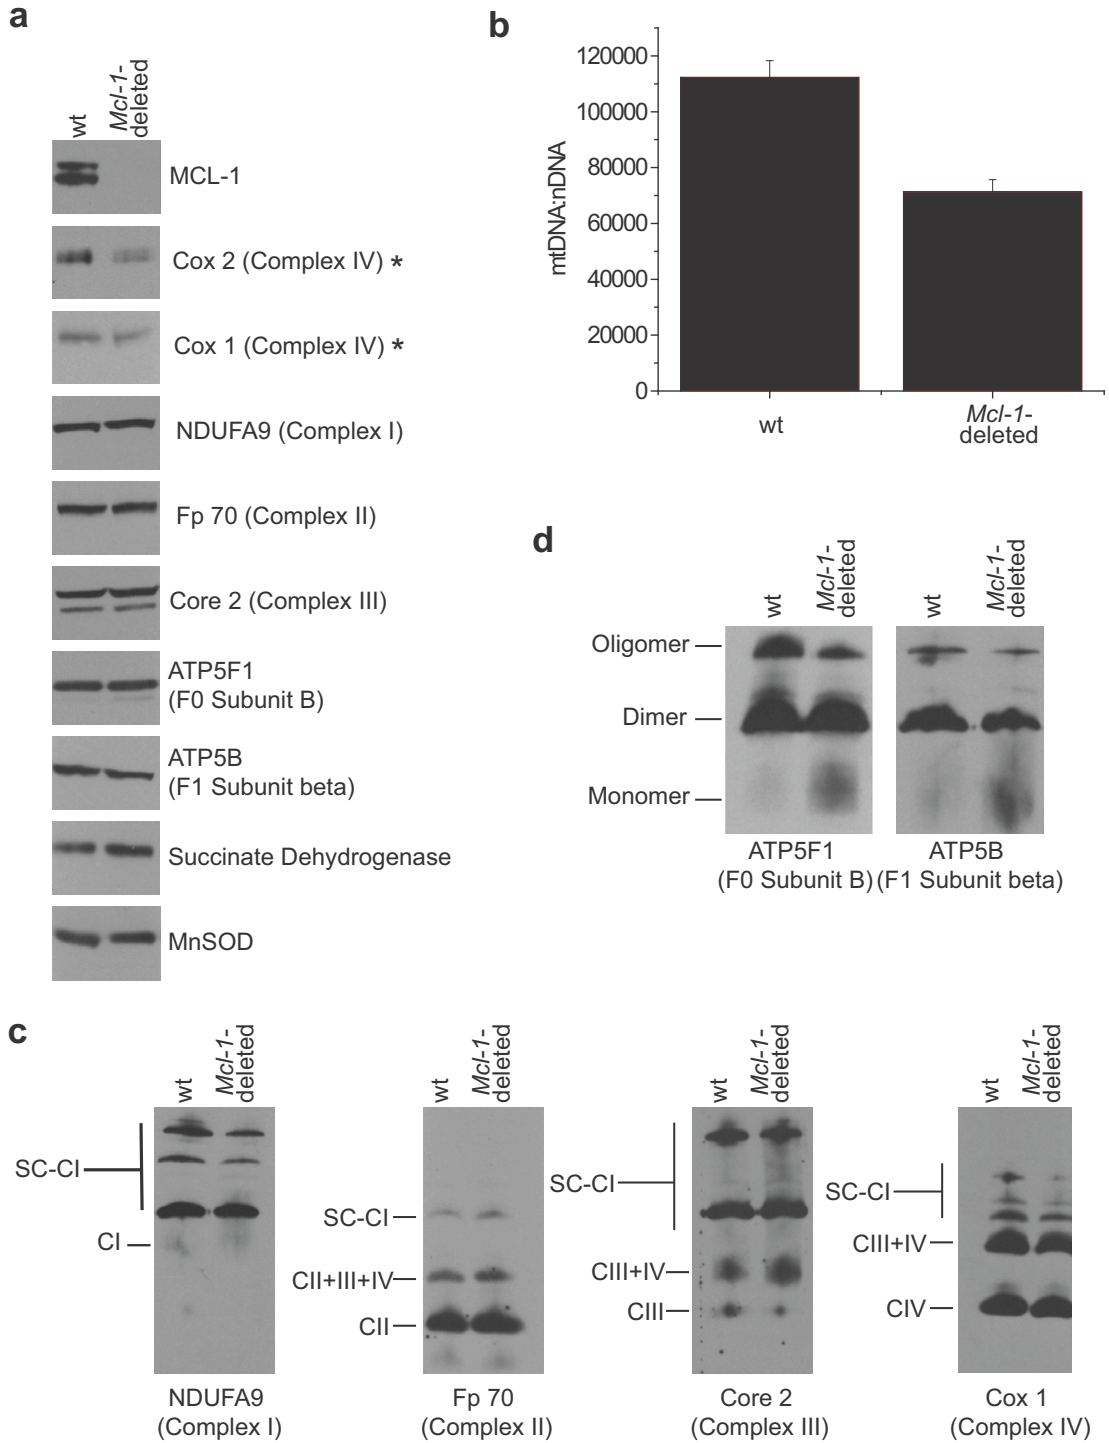 a
wt
Mcl-1-
deleted
MCL-1
Cox 2 (Complex IV) *
Cox 1 (Complex IV) *
NDUFA9 (Complex I)
Fp 70 (Complex II)
Core 2 (Complex III)
ATP5F1
(F0 Subunit B)
ATP5B
(F1 Subunit beta)
Succinate Dehydrogenase
MnSOD
b
mtDNA:nDNA
120000
100000
80000
60000
40000
20000
0
wt
Mcl-1-
deleted
d
wt
Mcl-1-
deleted
wt
Mcl-1-
deleted
Oligomer
Dimer
Monomer
ATP5F1
(F0 Subunit B)
ATP5B
(F1 Subunit beta)
c
wt
Mcl-1-
deleted
SC-CI
CI
NDUFA9
(Complex I)
wt
Mcl-1-
deleted
SC-CI
CII+III+IV
CII
Fp 70
(Complex II)
wt
Mcl-1-
deleted
SC-CI
CIII+IV
CIII
Core 2
(Complex III)
wt
Mcl-1-
deleted
SC-CI
CIII+IV
CIV
Cox 1
(Complex IV)